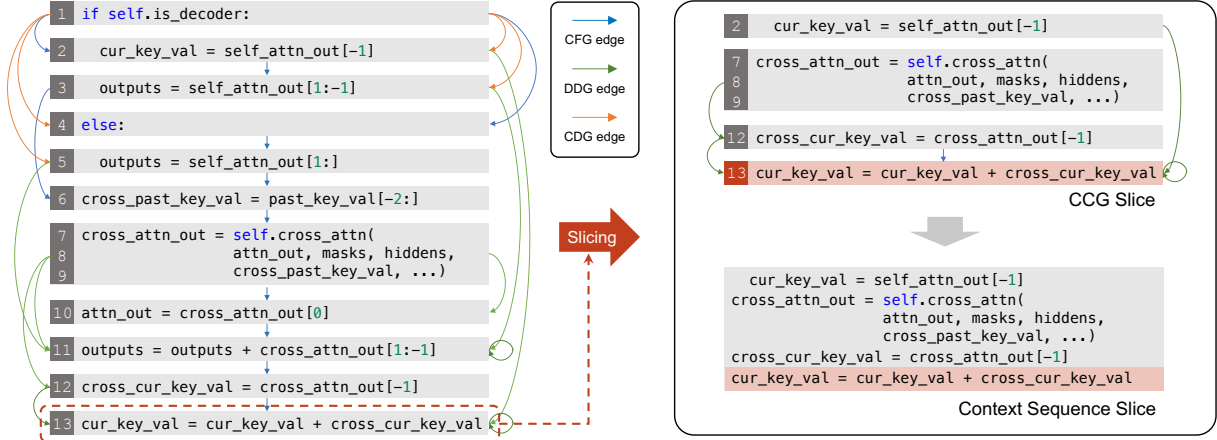 1 if self.is_decoder:
2 cur_key_val = self_attn_out[-1]
3 outputs = self_attn_out[1:-1]
4 else:
5 outputs = self_attn_out[1:]
6 cross_past_key_val = past_key_val[-2:]
7 cross_attn_out = self.cross_attn(
8 attn_out, masks, hiddens,
9 cross_past_key_val, ...)
10 attn_out = cross_attn_out[0]
11 outputs = outputs + cross_attn_out[1:-1]
12 cross_cur_key_val = cross_attn_out[-1]
13 cur_key_val = cur_key_val + cross_cur_key_val
CFG edge
DDG edge
CDG edge
Slicing
2 cur_key_val = self_attn_out[-1]
7 cross_attn_out = self.cross_attn(
8 attn_out, masks, hiddens,
9 cross_past_key_val, ...)
12 cross_cur_key_val = cross_attn_out[-1]
13 cur_key_val = cur_key_val + cross_cur_key_val
CCG Slice
cur_key_val = self_attn_out[-1]
cross_attn_out = self.cross_attn(
attn_out, masks, hiddens,
cross_past_key_val, ...)
cross_cur_key_val = cross_attn_out[-1]
cur_key_val = cur_key_val + cross_cur_key_val
Context Sequence Slice